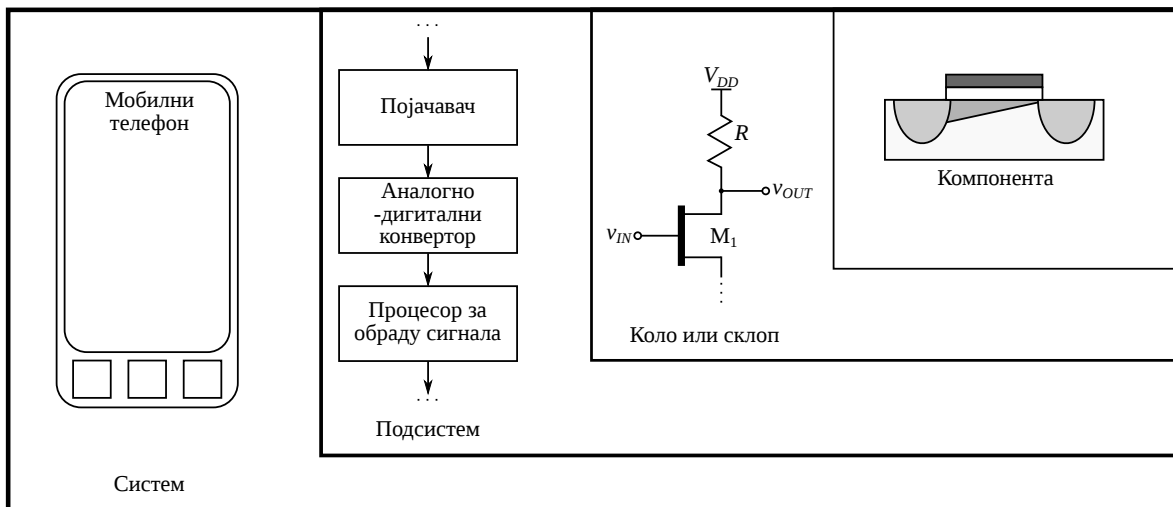 Мобилни
телефон
Систем
. . .
Појачавач
Аналогно
-дигитални
конвертор
Процесор за
обраду сигнала
. . .
Подсистем
V_DD
R
v_OUT
v_IN
M₁
Коло или склоп
Компонента